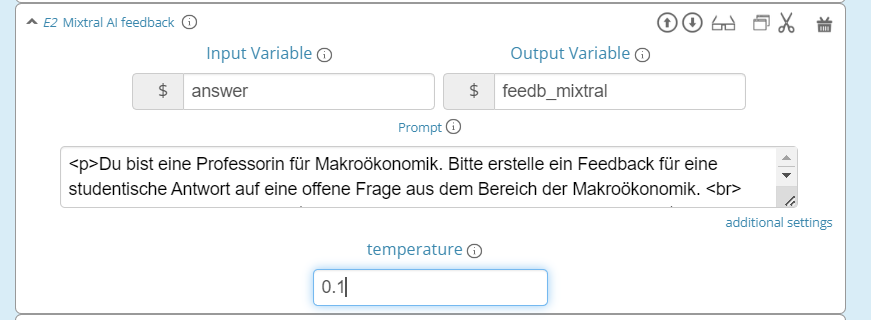 E2 Mixtral AI feedback
Input Variable
Output Variable
$ answer
$ feedb_mixtral
Prompt
<p>Du bist eine Professorin für Makroökonomik. Bitte erstelle ein Feedback für eine
studentische Antwort auf eine offene Frage aus dem Bereich der Makroökonomik. <br>
additional settings
temperature
0.1